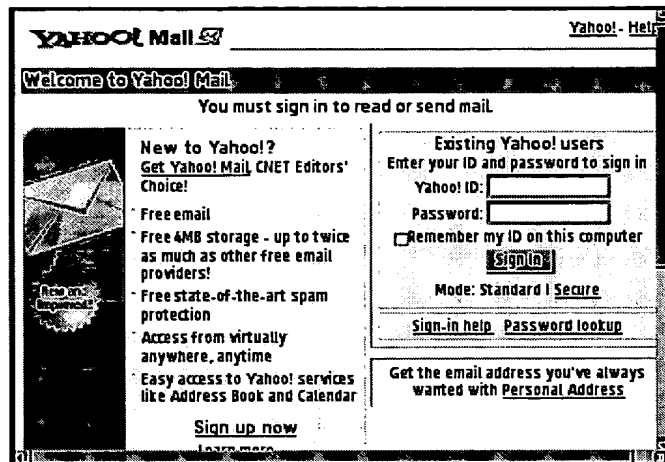 YAHOO! Mail
Yahoo! - Help
Welcome to Yahoo! Mail
You must sign in to read or send mail.
New to Yahoo!?
Get Yahoo! Mail, CNET Editors'
Choice!
Free email
Free 4MB storage - up to twice
as much as other free email
providers!
Free state-of-the-art spam
protection
Access from virtually
anywhere, anytime
Easy access to Yahoo! services
like Address Book and Calendar
Sign up now
Learn more
New and
Improved!
Existing Yahoo! users
Enter your ID and password to sign in
Yahoo! ID:
Password:
Remember my ID on this computer
Sign In
Mode: Standard | Secure
Sign-in help Password lookup
Get the email address you've always
wanted with Personal Address